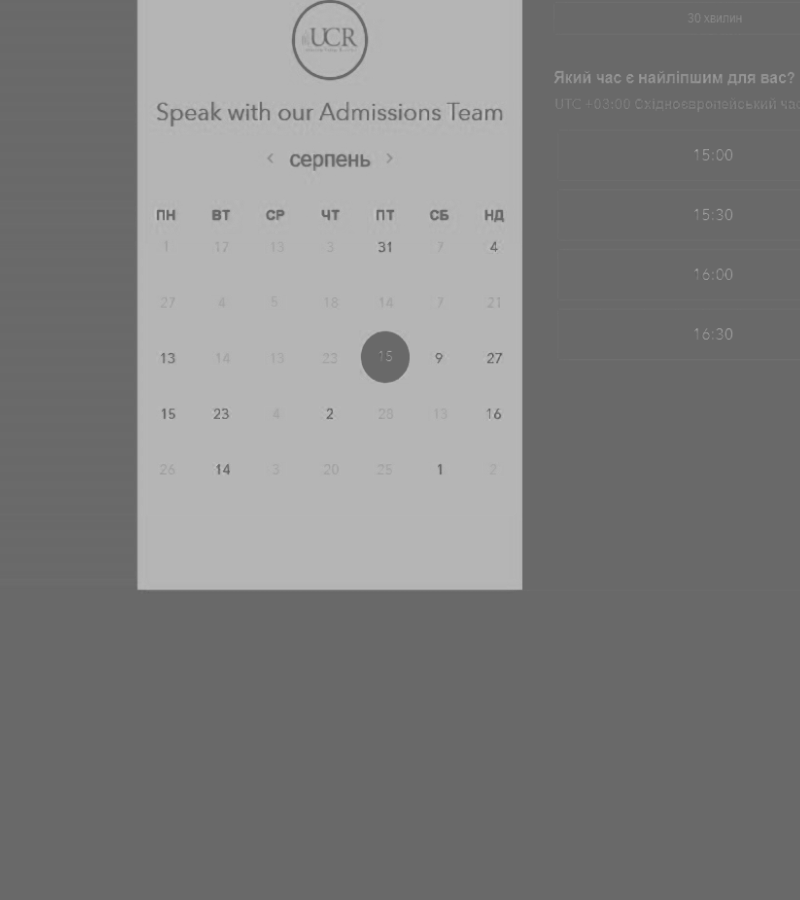 UCR
Speak with our Admissions Team
‹ серпень ›
ПН ВТ СР ЧТ ПТ СБ НД
1 17 13 3 31 7 4
27 4 5 18 14 7 21
13 14 13 23 15 9 27
15 23 4 2 28 13 16
26 14 3 20 25 1 2
30 хвилин
Який час є найліпшим для вас?
UTC +03:00 Східноєвропейський
15:00
15:30
16:00
16:30